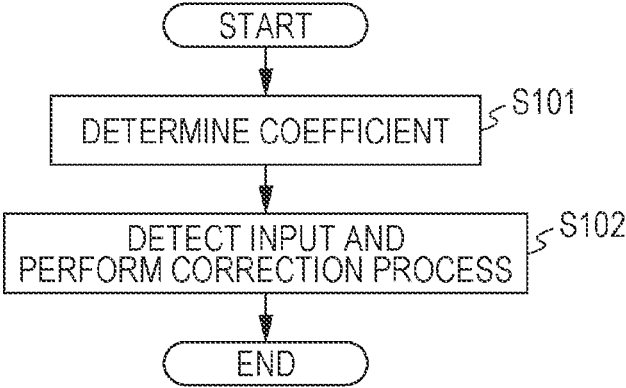 START
DETERMINE COEFFICIENT
S101
DETECT INPUT AND
PERFORM CORRECTION PROCESS
S102
END